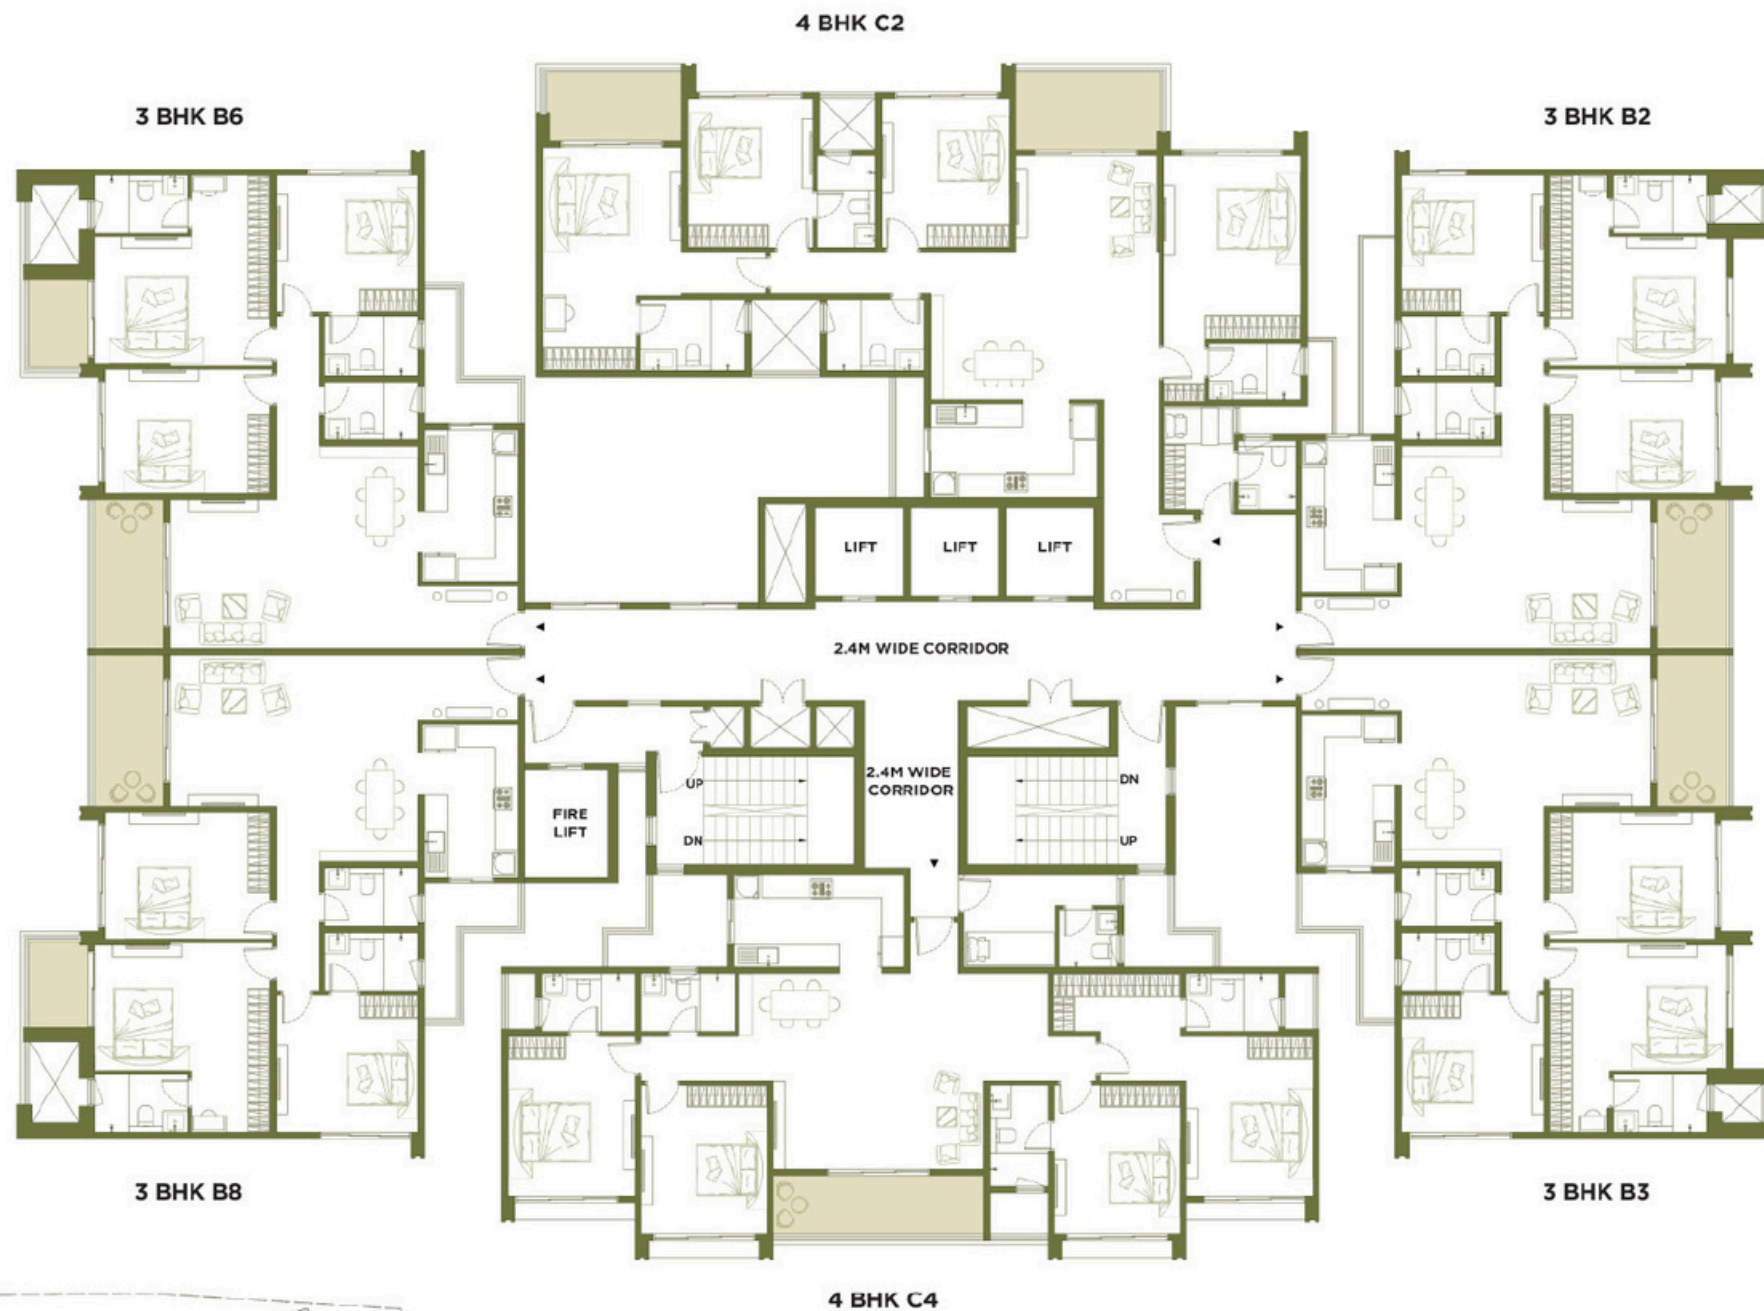 4 BHK C2
3 BHK B6
3 BHK B2
LIFT
LIFT
LIFT
2.4M WIDE CORRIDOR
2.4M WIDE
CORRIDOR
UP
DN
DN
UP
FIRE
LIFT
3 BHK B8
3 BHK B3
4 BHK C4